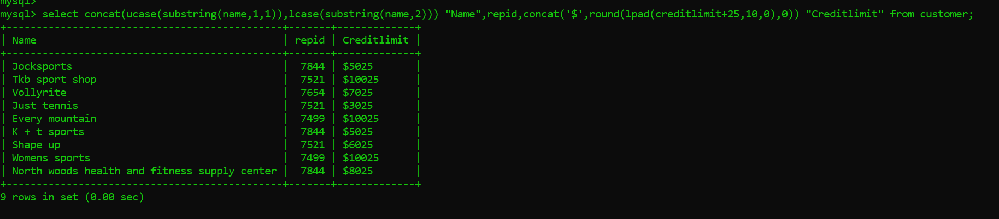 mysql>
mysql> select concat(ucase(substring(name,1,1)),lcase(substring(name,2))) "Name",repid,concat('$',round(lpad(creditlimit+25,10,0),0)) "Creditlimit" from customer;
+----------------------------------------------+-------+-------------+
| Name                                         | repid | Creditlimit |
+----------------------------------------------+-------+-------------+
| Jocksports                                   |  7844 | $5025       |
| Tkb sport shop                               |  7521 | $10025      |
| Vollyrite                                    |  7654 | $7025       |
| Just tennis                                  |  7521 | $3025       |
| Every mountain                               |  7499 | $10025      |
| K + t sports                                 |  7844 | $5025       |
| Shape up                                     |  7521 | $6025       |
| Womens sports                                |  7499 | $10025      |
| North woods health and fitness supply center |  7844 | $8025       |
+----------------------------------------------+-------+-------------+
9 rows in set (0.00 sec)